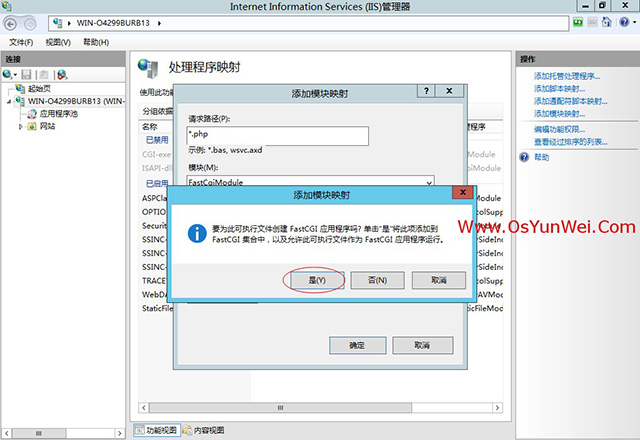 Internet Information Services (IIS)管理器
WIN-O4299BURB13
文件(F) 视图(V) 帮助(H)
连接
起始页
WIN-O4299BURB13 (WIN-
应用程序池
网站
处理程序映射
使用此功
分组依据
名称
已禁用
CGI-exe
ISAPI-dll
已启用
ASPClas
OPTIO
Security
SSINC-
SSINC-
SSINC-
TRACE
WebDA
StaticFile
添加模块映射
?
请求路径(P):
*.php
示例: *.bas, wsvc.axd
模块(M):
FastCgiModule
添加模块映射
要为此可执行文件创建 FastCGI 应用程序吗? 单击“是”将此项添加到
FastCGI 集合中，以及允许此可执行文件作为 FastCGI 应用程序运行。
是(Y) 否(N) 取消
确定 取消
程序
Module
iModule
colSuppo
SideInc
SideInc
colSuppo
AVModul
ticFileMod
操作
添加托管处理程序...
添加脚本映射...
添加通配符脚本映射...
添加模块映射...
编辑功能权限...
查看经过排序的列表...
帮助
Www.OsYunWei.Com
功能视图 内容视图